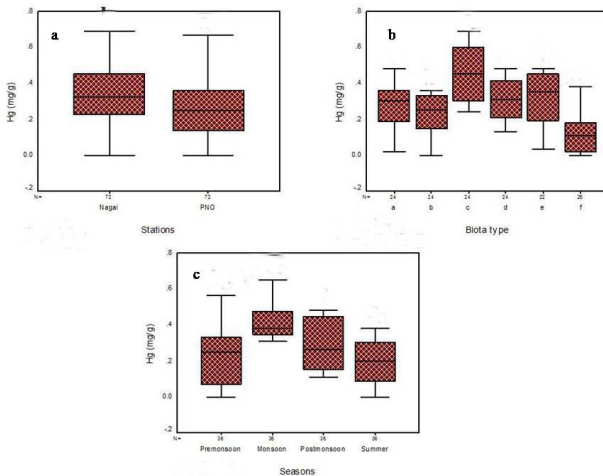 a
.8
.6
.4
.2
0.0
-.2
Hg (mg/g)
N=
72
72
Nagai
PNO
Stations
b
.8
.6
.4
.2
0.0
-.2
Hg (mg/g)
N=
24
24
24
24
22
26
a
b
c
d
e
f
Biota type
c
.8
.6
.4
.2
0.0
-.2
Hg (mg/g)
N=
36
36
36
36
Premonsoon
Monsoon
Postmonsoon
Summer
Seasons